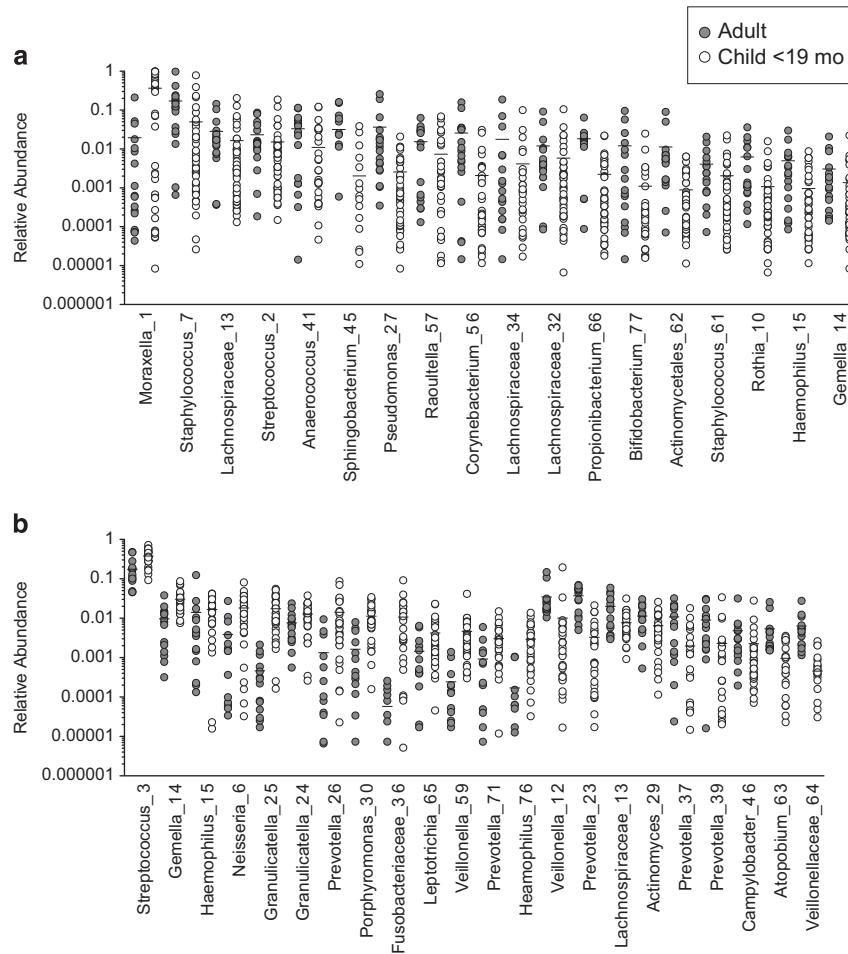 Adult
Child <19 mo
a
Relative Abundance
1
0.1
0.01
0.001
0.0001
0.00001
0.000001
Moraxella_1
Staphylococcus_7
Lachnospiraceae_13
Streptococcus_2
Anaerococcus_41
Sphingobacterium_45
Pseudomonas_27
Raoultella_57
Corynebacterium_56
Lachnospiraceae_34
Lachnospiraceae_32
Propionibacterium_66
Bifidobacterium_77
Actinomycetales_62
Staphylococcus_61
Rothia_10
Haemophilus_15
Gemella_14
b
Relative Abundance
1
0.1
0.01
0.001
0.0001
0.00001
0.000001
Streptococcus_3
Gemella_14
Haemophilus_15
Neisseria_6
Granulicatella_25
Granulicatella_24
Prevotella_26
Porphyromonas_30
Fusobacteriaceae_36
Leptotrichia_65
Veillonella_59
Prevotella_71
Heamophilus_76
Veillonella_12
Prevotella_23
Lachnospiraceae_13
Actinomyces_29
Prevotella_37
Prevotella_39
Campylobacter_46
Atopobium_63
Veillonellaceae_64